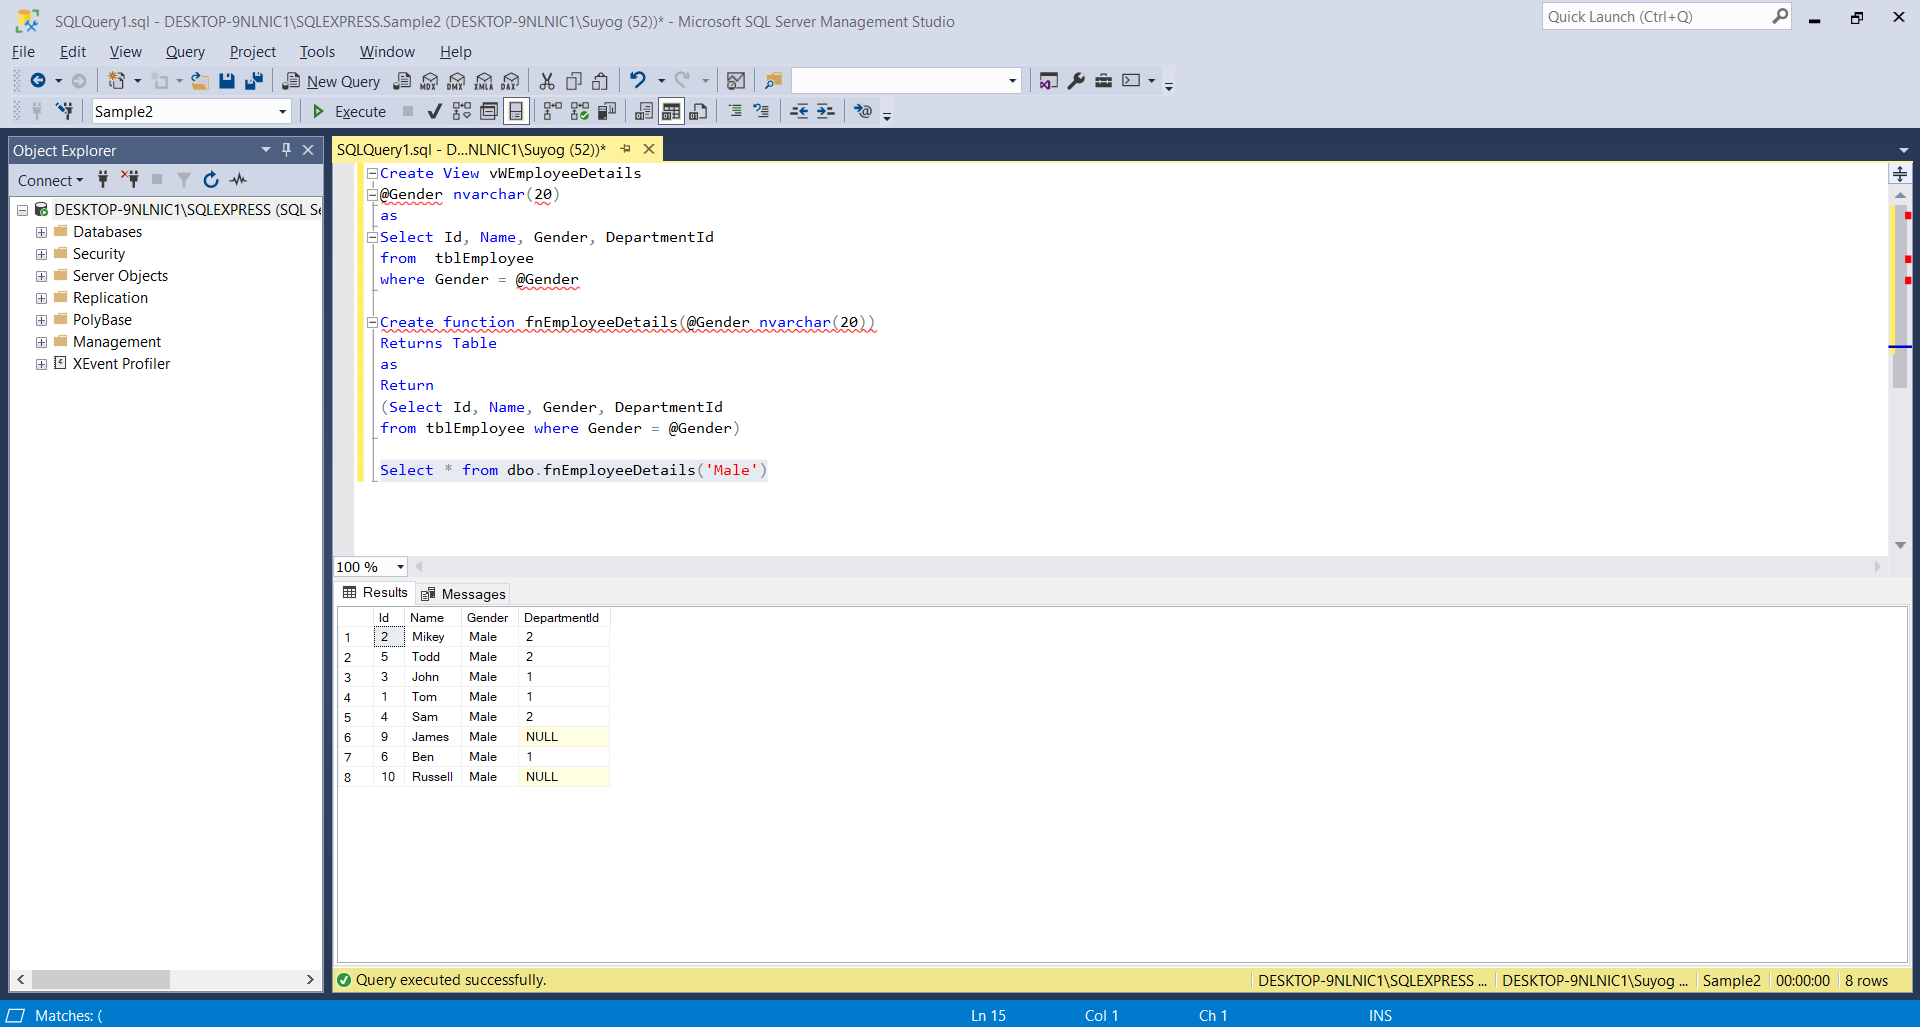 SQLQuery1.sql - DESKTOP-9NLNIC1\SQLEXPRESS.Sample2 (DESKTOP-9NLNIC1\Suyog (52))* - Microsoft SQL Server Management Studio
Quick Launch (Ctrl+Q)
File Edit View Query Project Tools Window Help
New Query MDX DMX XMLA DAX
Sample2 Execute
Object Explorer
SQLQuery1.sql - D...NLNIC1\Suyog (52))*
Connect
DESKTOP-9NLNIC1\SQLEXPRESS (SQL Se
Databases
Security
Server Objects
Replication
PolyBase
Management
XEvent Profiler
Create View vWEmployeeDetails
@Gender nvarchar(20)
as
Select Id, Name, Gender, DepartmentId
from  tblEmployee
where Gender = @Gender
Create function fnEmployeeDetails(@Gender nvarchar(20))
Returns Table
as
Return
(Select Id, Name, Gender, DepartmentId
from tblEmployee where Gender = @Gender)
Select * from dbo.fnEmployeeDetails('Male')
100 %
Results Messages
Id Name Gender DepartmentId
1 2 Mikey Male 2
2 5 Todd Male 2
3 3 John Male 1
4 1 Tom Male 1
5 4 Sam Male 2
6 9 James Male NULL
7 6 Ben Male 1
8 10 Russell Male NULL
Query executed successfully.
DESKTOP-9NLNIC1\SQLEXPRESS ... DESKTOP-9NLNIC1\Suyog ... Sample2 00:00:00 8 rows
Matches: (
Ln 15 Col 1 Ch 1 INS